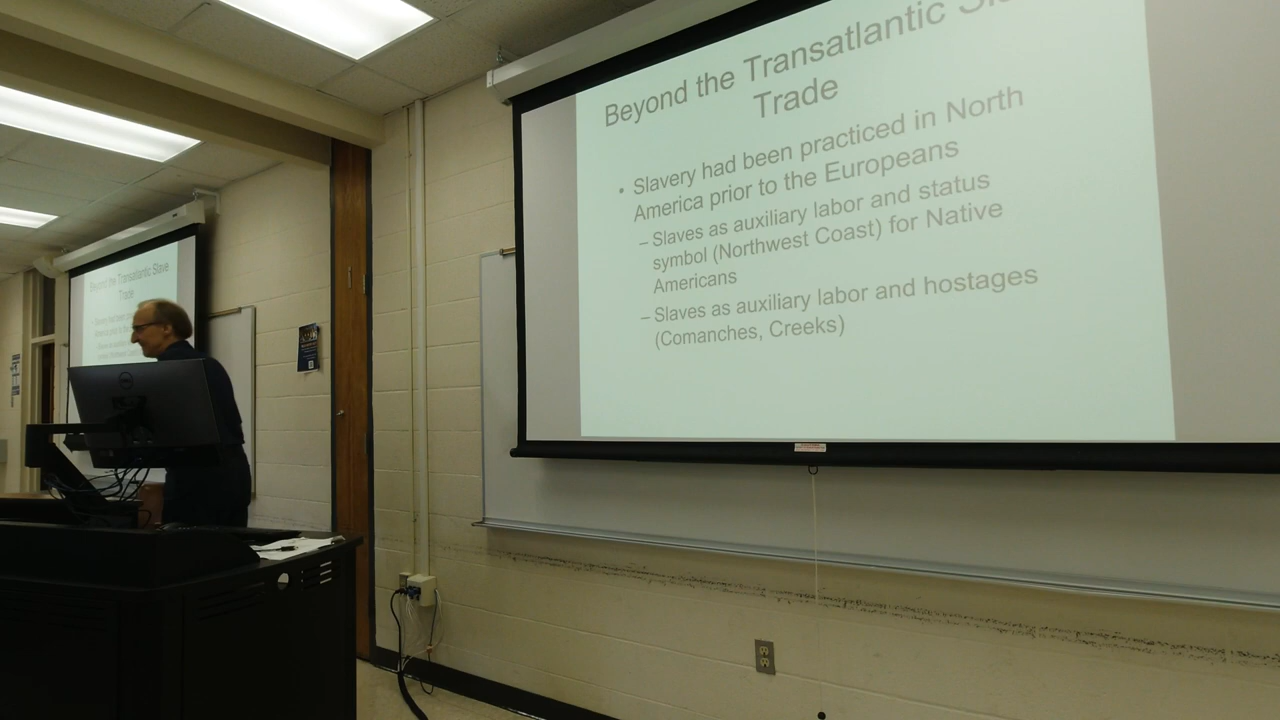 Beyond the Transatlantic
Trade
• Slavery had been practiced in North
America prior to the Europeans
– Slaves as auxiliary labor and status
symbol (Northwest Coast) for Native
Americans
– Slaves as auxiliary labor and hostages
(Comanches, Creeks)
Beyond the Transatlantic Slave
Trade
DELL